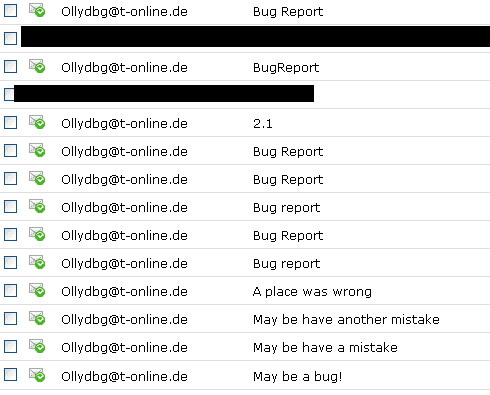 Ollydbg@t-online.de Bug Report
Ollydbg@t-online.de BugReport
Ollydbg@t-online.de 2.1
Ollydbg@t-online.de Bug Report
Ollydbg@t-online.de Bug Report
Ollydbg@t-online.de Bug report
Ollydbg@t-online.de Bug Report
Ollydbg@t-online.de Bug report
Ollydbg@t-online.de A place was wrong
Ollydbg@t-online.de May be have another mistake
Ollydbg@t-online.de May be have a mistake
Ollydbg@t-online.de May be a bug!